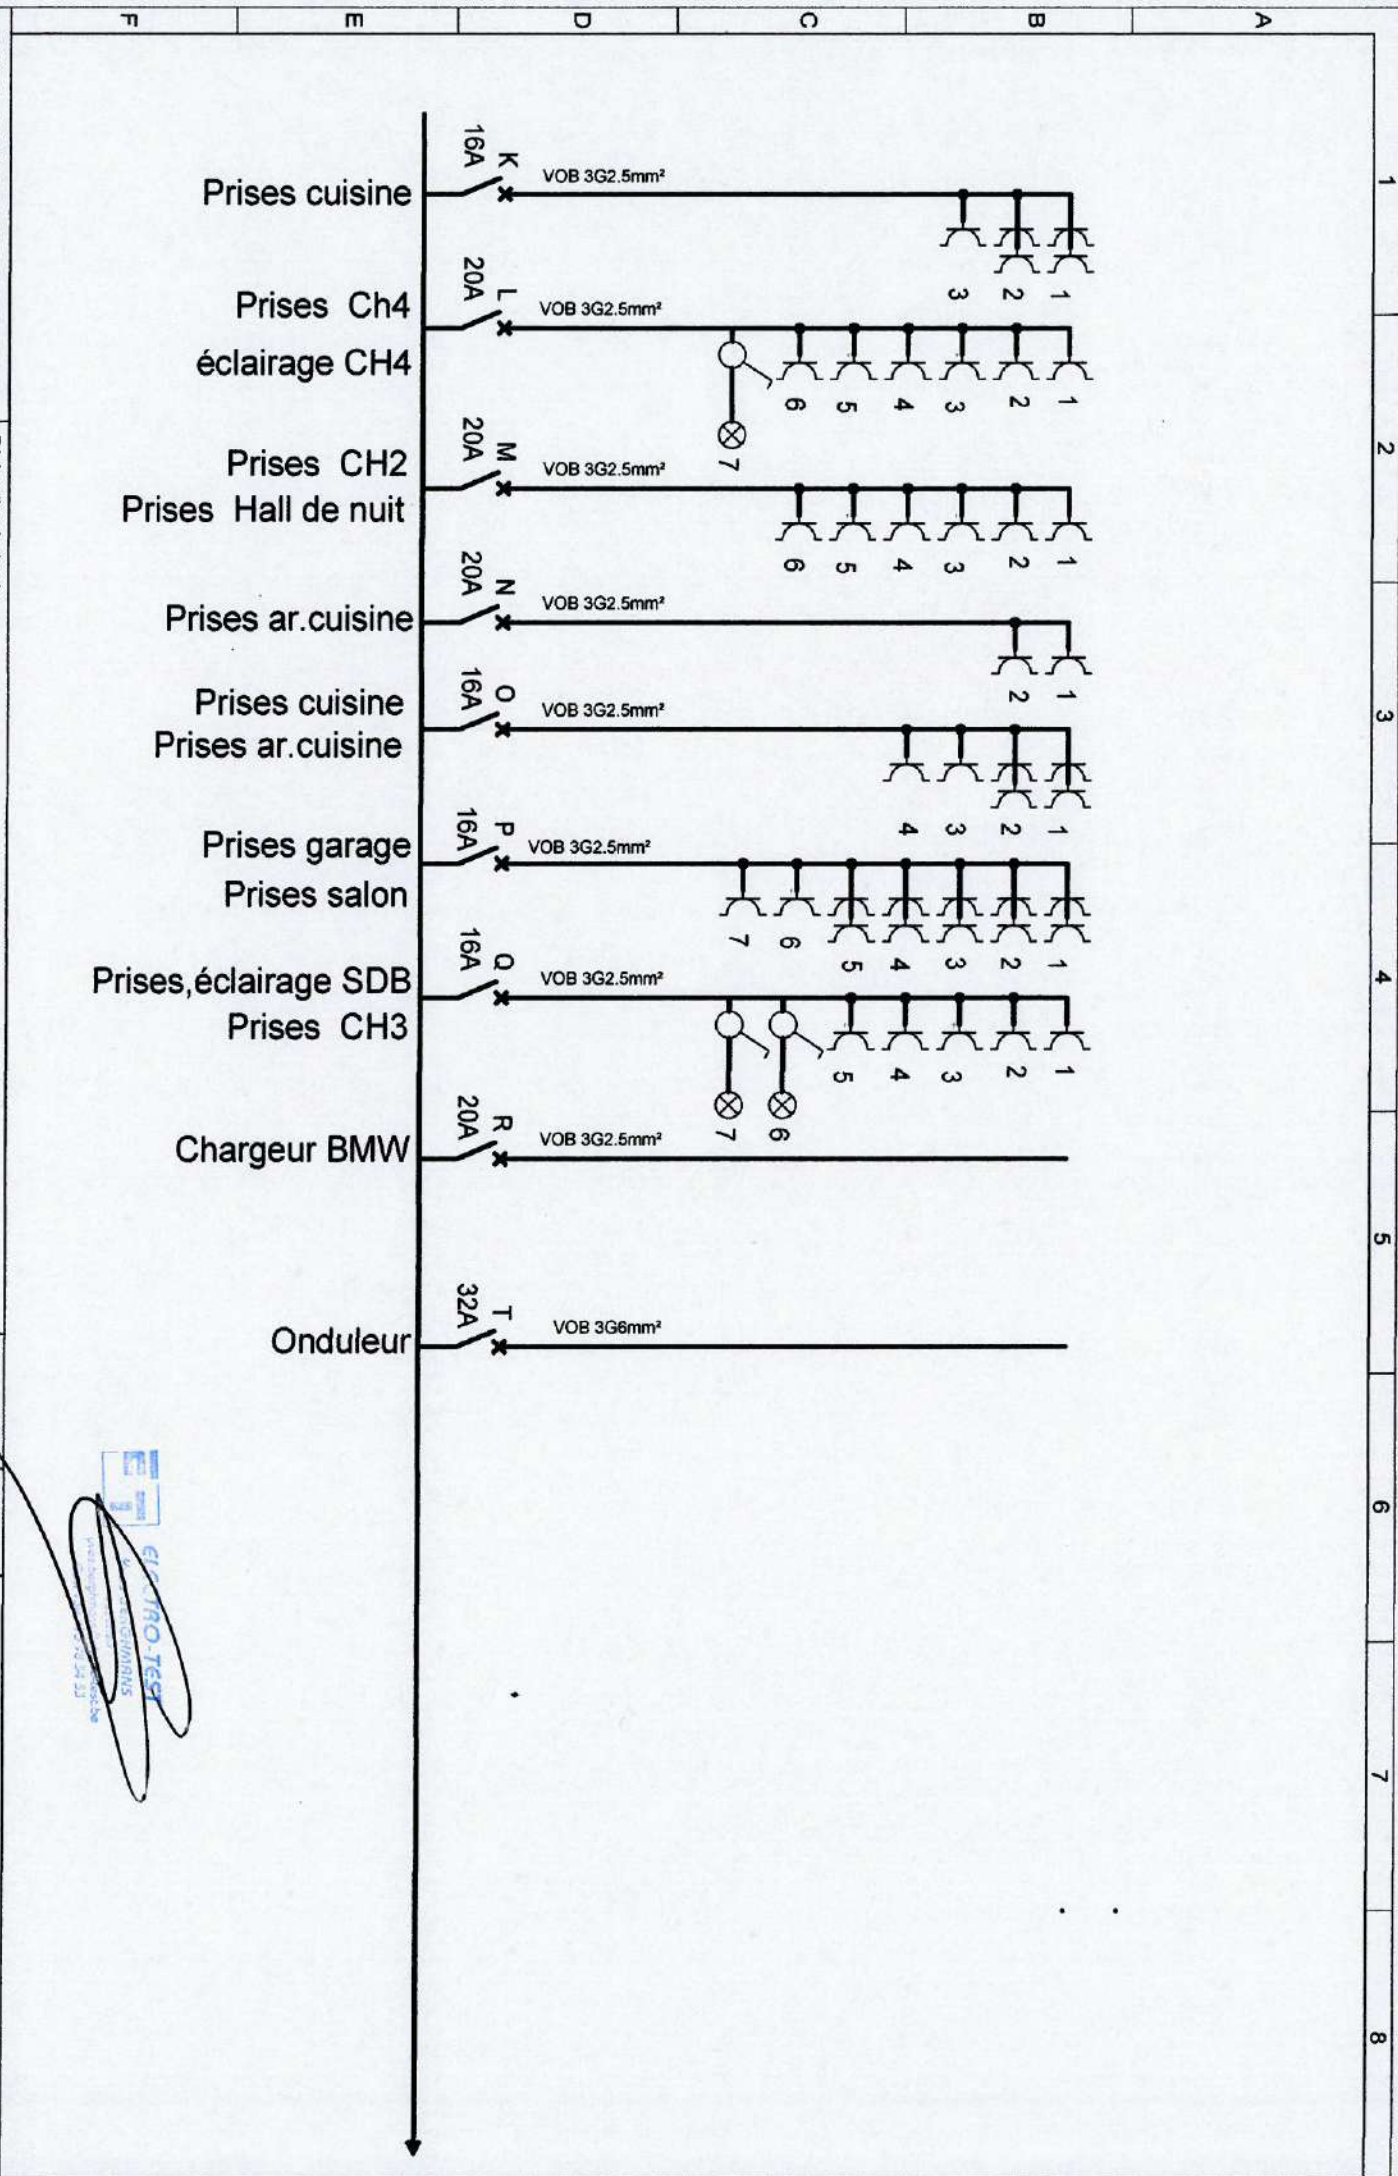 F E D C B A
1
2
3
4
5
6
7
8
Prises cuisine
K
16A
VOB 3G2.5mm²
3 2 1
Prises Ch4
éclairage CH4
L
20A
VOB 3G2.5mm²
7 6 5 4 3 2 1
Prises CH2
Prises Hall de nuit
M
20A
VOB 3G2.5mm²
6 5 4 3 2 1
Prises ar.cuisine
N
20A
VOB 3G2.5mm²
2 1
Prises cuisine
Prises ar.cuisine
O
16A
VOB 3G2.5mm²
4 3 2 1
Prises garage
Prises salon
P
16A
VOB 3G2.5mm²
7 6 5 4 3 2 1
Prises,éclairage SDB
Prises CH3
Q
16A
VOB 3G2.5mm²
7 6 5 4 3 2 1
Chargeur BMW
R
20A
VOB 3G2.5mm²
Onduleur
T
32A
VOB 3G6mm²
ELECTRO-TEST